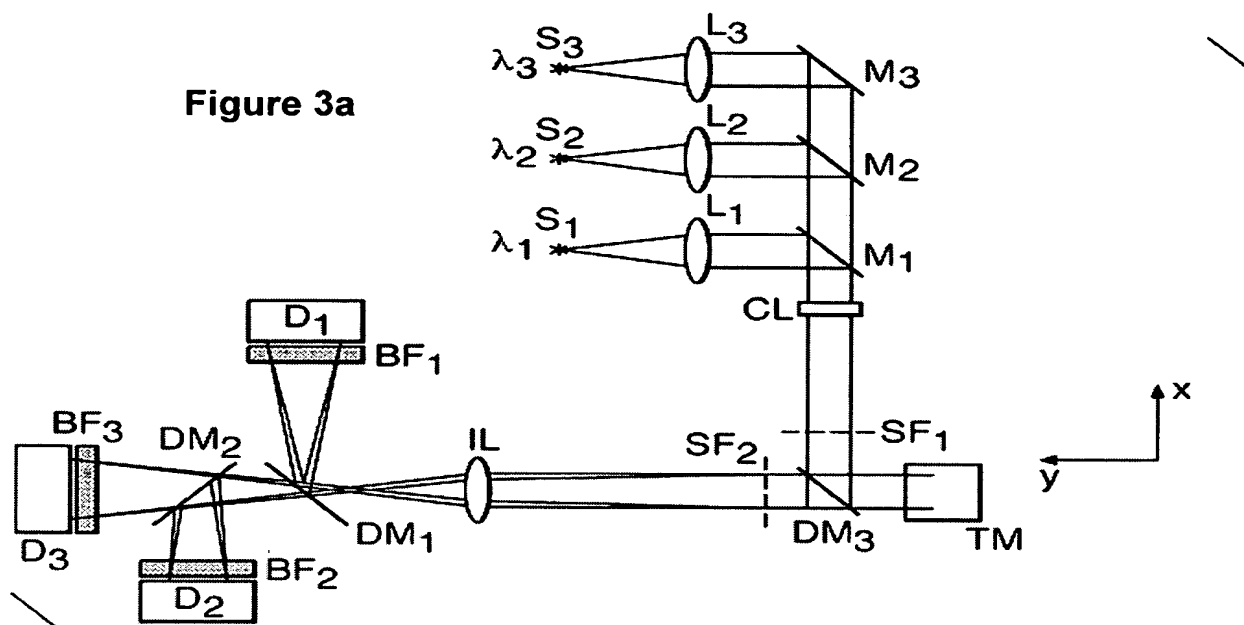 Figure 3a
λ3 S3 L3 M3
λ2 S2 L2 M2
λ1 S1 L1 M1
CL
D1
BF1
BF3 DM2 IL SF2 SF1
x
y
D3 DM1 DM3 TM
BF2
D2